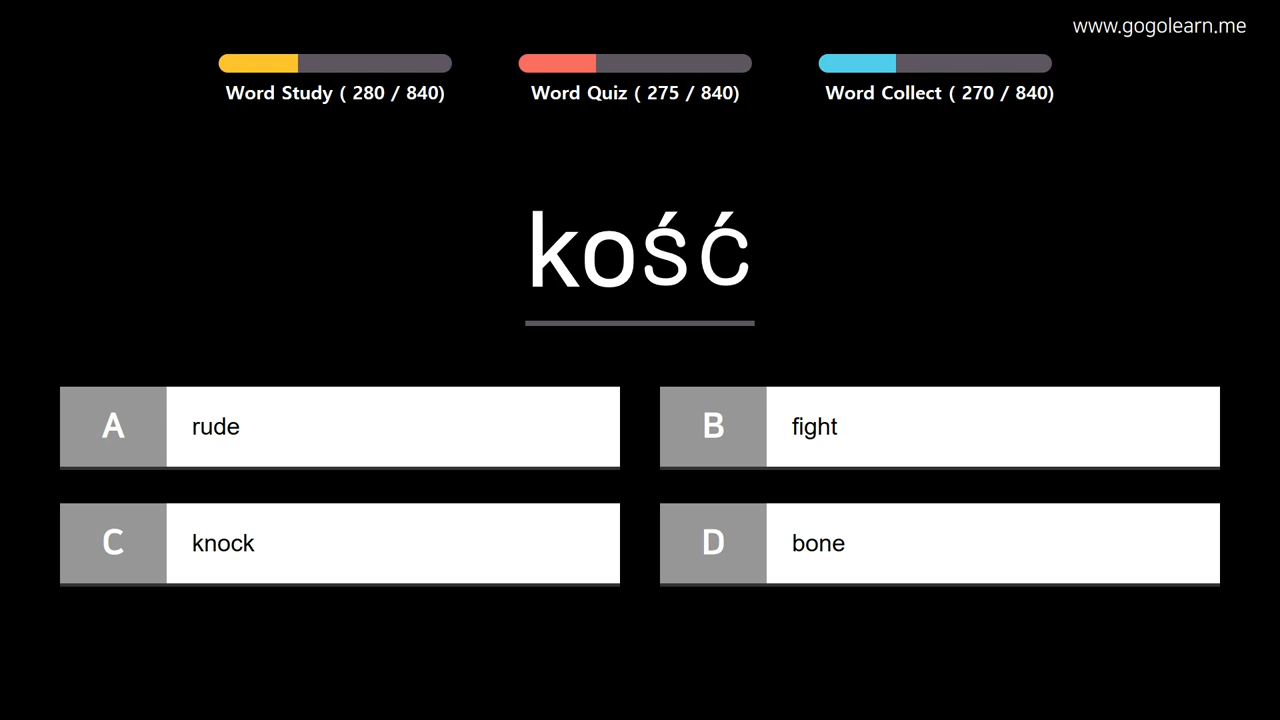 www.gogolearn.me
Word Study ( 280 / 840)
Word Quiz ( 275 / 840)
Word Collect ( 270 / 840)
kość
A rude
B fight
C knock
D bone